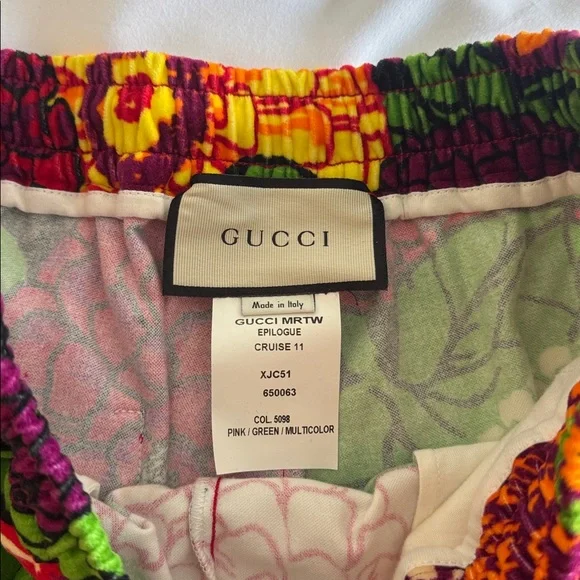 GUCCI
Made in Italy
GUCCI MRTW
EPILOGUE
CRUISE 11
XJC51
650063
COL. 5098
PINK / GREEN / MULTICOLOR